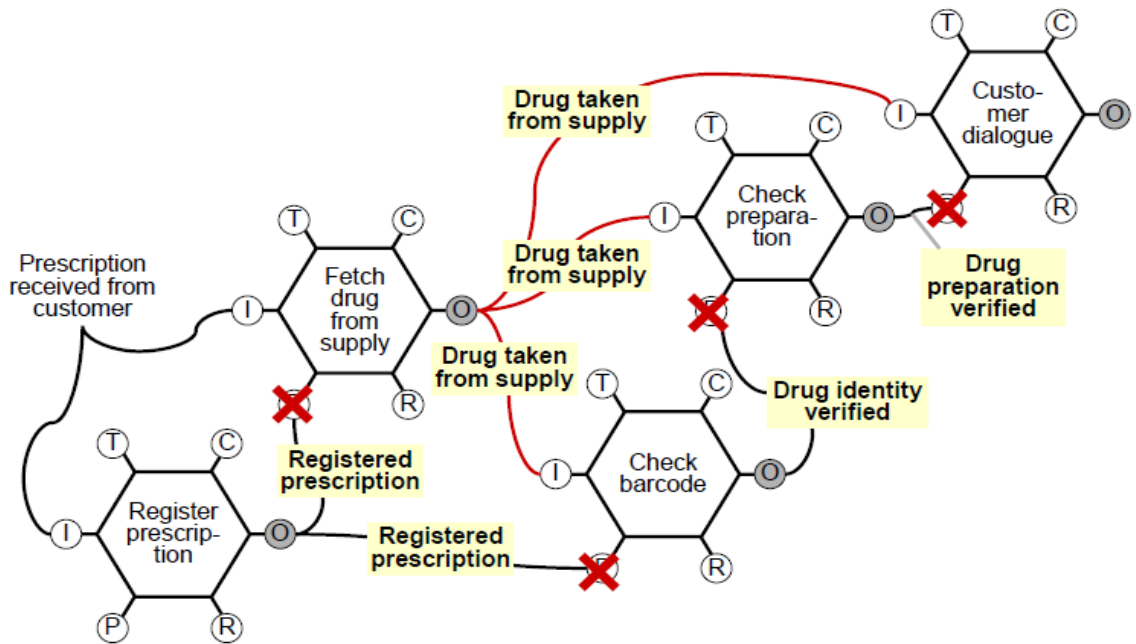 T
C
Custo-
mer
dialogue
I
O
R
Drug taken
from supply
T
C
Check
prepara-
tion
I
O
R
Drug
preparation
verified
Drug taken
from supply
Prescription
received from
customer
T
C
Fetch
drug
from
supply
I
O
R
Drug taken
from supply
T
C
Check
barcode
I
O
R
Drug identity
verified
Registered
prescription
T
C
Register
prescrip-
tion
I
O
P
R
Registered
prescription